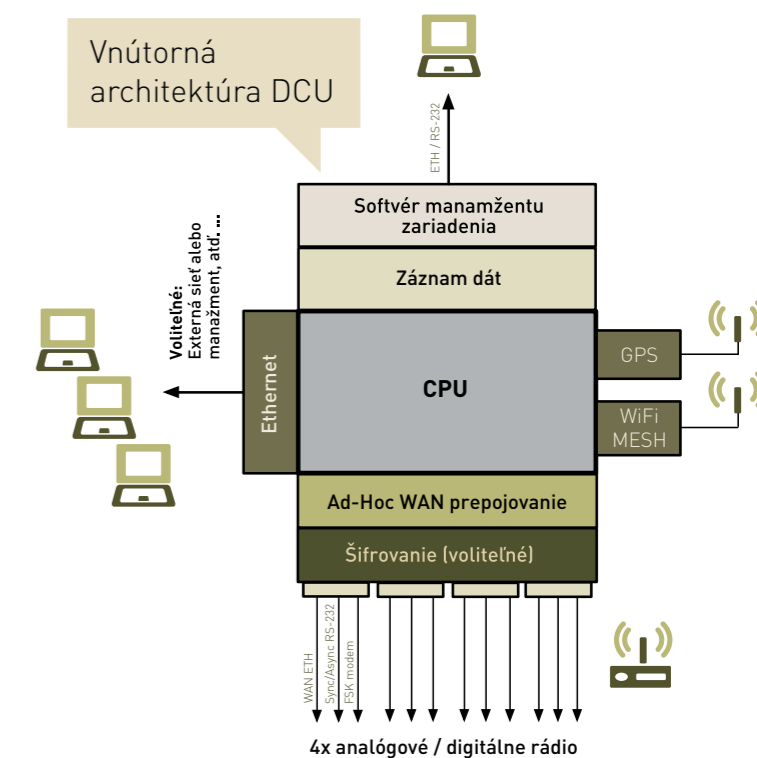 Vnútorná
architektúra DCU
ETH / RS-232
Softvér manamžentu
zariadenia
Záznam dát
Voliteľné:
Externá sieť alebo
manažment, atď. ...
Ethernet
CPU
GPS
WiFi
MESH
Ad-Hoc WAN prepojovanie
Šifrovanie (voliteľné)
WAN ETH
Sync/Async RS-232
FSK modem
4x analógové / digitálne rádio